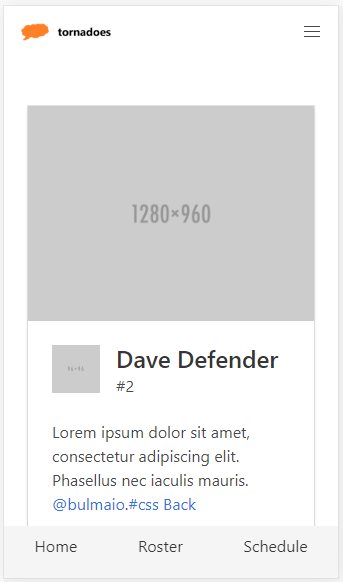 tornadoes
1280×960
96×96
Dave Defender
#2
Lorem ipsum dolor sit amet,
consectetur adipiscing elit.
Phasellus nec iaculis mauris.
@bulmaio.#css Back
Home Roster Schedule